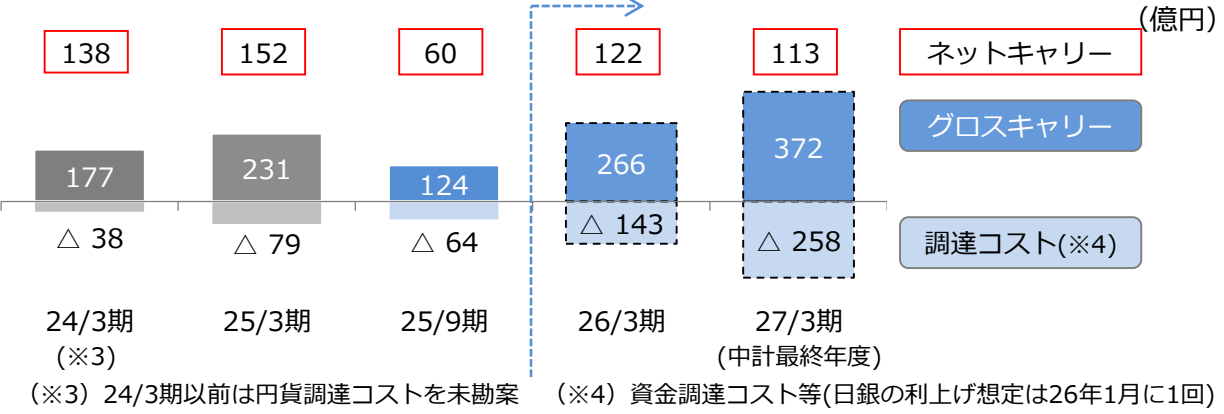 (億円)
138 152 60 122 113 ネットキャリー
グロスキャリー
177 231 124 266 372
△ 38 △ 79 △ 64 △ 143 △ 258 調達コスト(※4)
24/3期 25/3期 25/9期 26/3期 27/3期
(※3) (中計最終年度)
（※3）24/3期以前は円貨調達コストを未勘案 （※4）資金調達コスト等(日銀の利上げ想定は26年1月に1回)